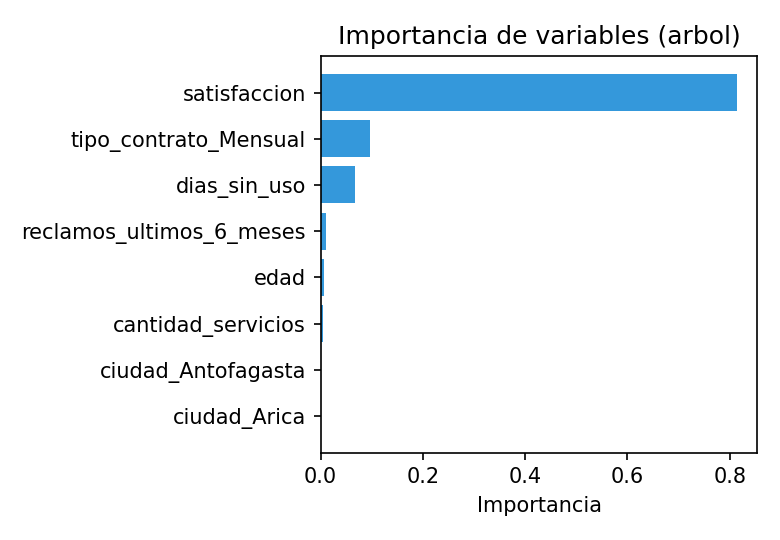 Importancia de variables (arbol)
satisfaccion
tipo_contrato_Mensual
dias_sin_uso
reclamos_ultimos_6_meses
edad
cantidad_servicios
ciudad_Antofagasta
ciudad_Arica
0.0 0.2 0.4 0.6 0.8
Importancia